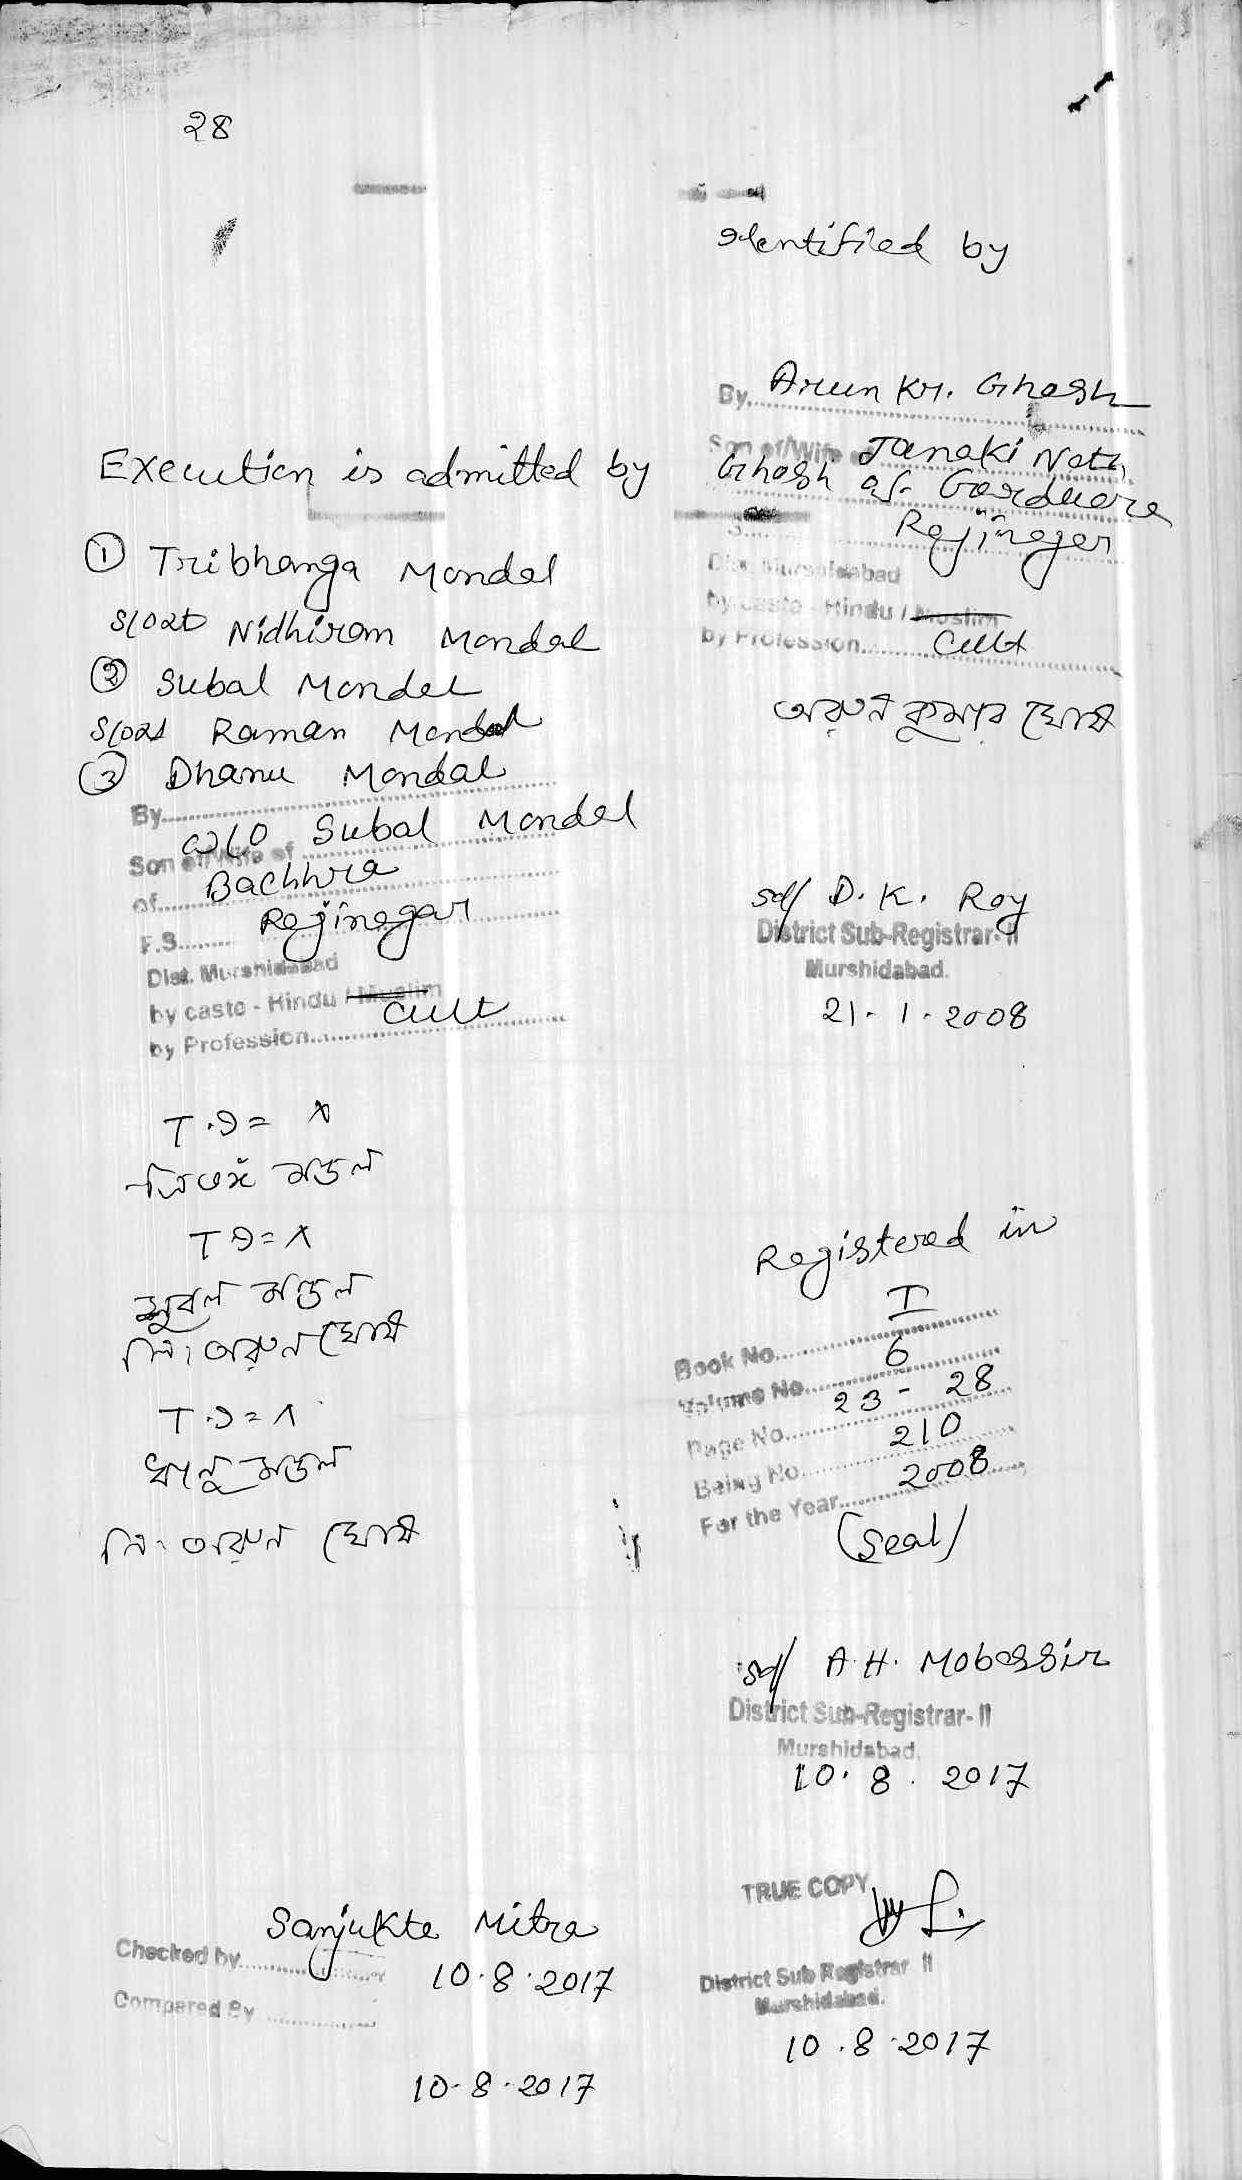 28
Identified by
By Arun Kr. Ghosh
Son of/Wife of Janaki Nath
Ghosh of Garduara
Rejinagar
Dist. Murshidabad
by caste - Hindu / Muslim
by Profession Cult
অরুন কুমার ঘোষ
Execution is admitted by
① Tribhanga Mondal
S/o Nidhiram Mondal
② Subal Mondal
S/o Raman Mondal
③ Dhanu Mondal
By
Son of/Wife of W/O Subal Mondal
of Bachhra
P.S. Rejinagar
Dist. Murshidabad
by caste - Hindu / Muslim
by Profession Cult
sd/ D. K. Roy
District Sub-Registrar-II
Murshidabad.
21-1-2008
ত্রিভঙ্গ মণ্ডল
সুবল মণ্ডল
লিঃ অরুন ঘোষ
ধানু মণ্ডল
লিঃ অরুন ঘোষ
Registered in
Book No. I
Volume No. 6
Page No. 23 - 28
Being No. 210
For the Year 2008
(Seal)
sd/ A. H. Mobassir
District Sub-Registrar-II
Murshidabad.
10.8.2017
Sanjukta Mitra
Checked by 10.8.2017
Compared By
10.8.2017
TRUE COPY
District Sub Registrar II
Murshidabad.
10.8.2017